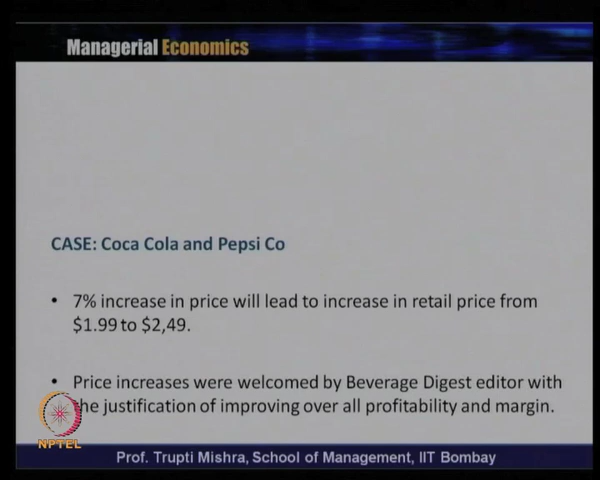 Managerial Economics
CASE: Coca Cola and Pepsi Co
• 7% increase in price will lead to increase in retail price from
$1.99 to $2,49.
• Price increases were welcomed by Beverage Digest editor with
he justification of improving over all profitability and margin.
NPTEL
Prof. Trupti Mishra, School of Management, IIT Bombay